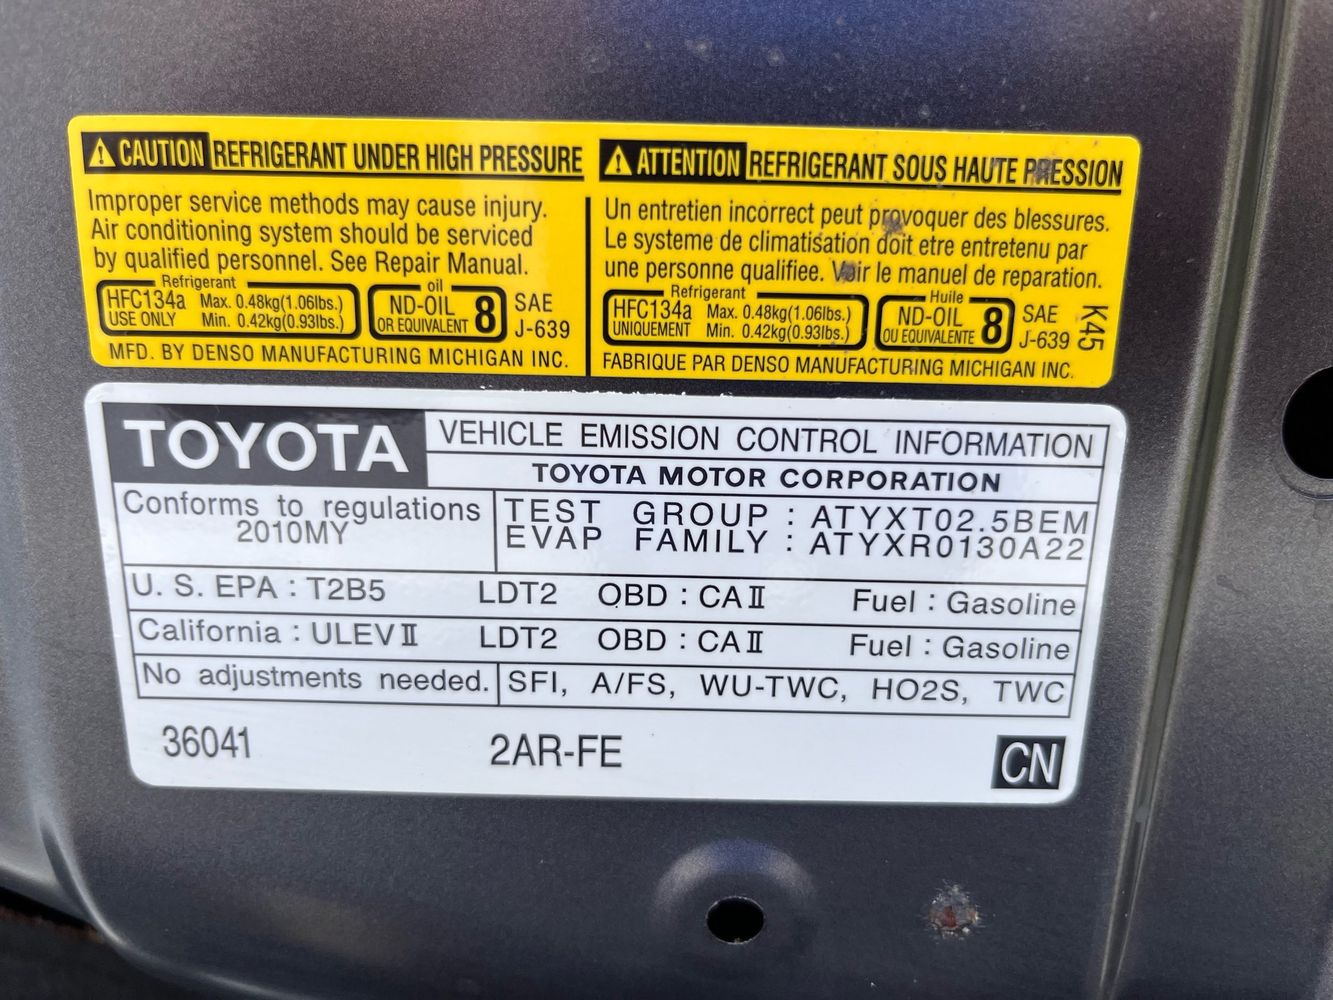 CAUTION REFRIGERANT UNDER HIGH PRESSURE
Improper service methods may cause injury.
Air conditioning system should be serviced
by qualified personnel. See Repair Manual.
Refrigerant
HFC134a Max. 0.48kg(1.06lbs.)
USE ONLY Min. 0.42kg(0.93lbs.)
oil
ND-OIL 8
OR EQUIVALENT
SAE
J-639
MFD. BY DENSO MANUFACTURING MICHIGAN INC.
ATTENTION REFRIGERANT SOUS HAUTE PRESSION
Un entretien incorrect peut provoquer des blessures.
Le systeme de climatisation doit etre entretenu par
une personne qualifiee. Voir le manuel de reparation.
Refrigerant
HFC134a Max. 0.48kg(1.06lbs.)
UNIQUEMENT Min. 0.42kg(0.93lbs.)
Huile
ND-OIL 8
OU EQUIVALENTE
SAE
J-639
K45
FABRIQUE PAR DENSO MANUFACTURING MICHIGAN INC.
TOYOTA
VEHICLE EMISSION CONTROL INFORMATION
TOYOTA MOTOR CORPORATION
Conforms to regulations
2010MY
TEST GROUP : ATYXT02.5BEM
EVAP FAMILY : ATYXR0130A22
U. S. EPA : T2B5 LDT2 OBD : CA II Fuel : Gasoline
California : ULEV II LDT2 OBD : CA II Fuel : Gasoline
No adjustments needed. SFI, A/FS, WU-TWC, HO2S, TWC
36041 2AR-FE CN